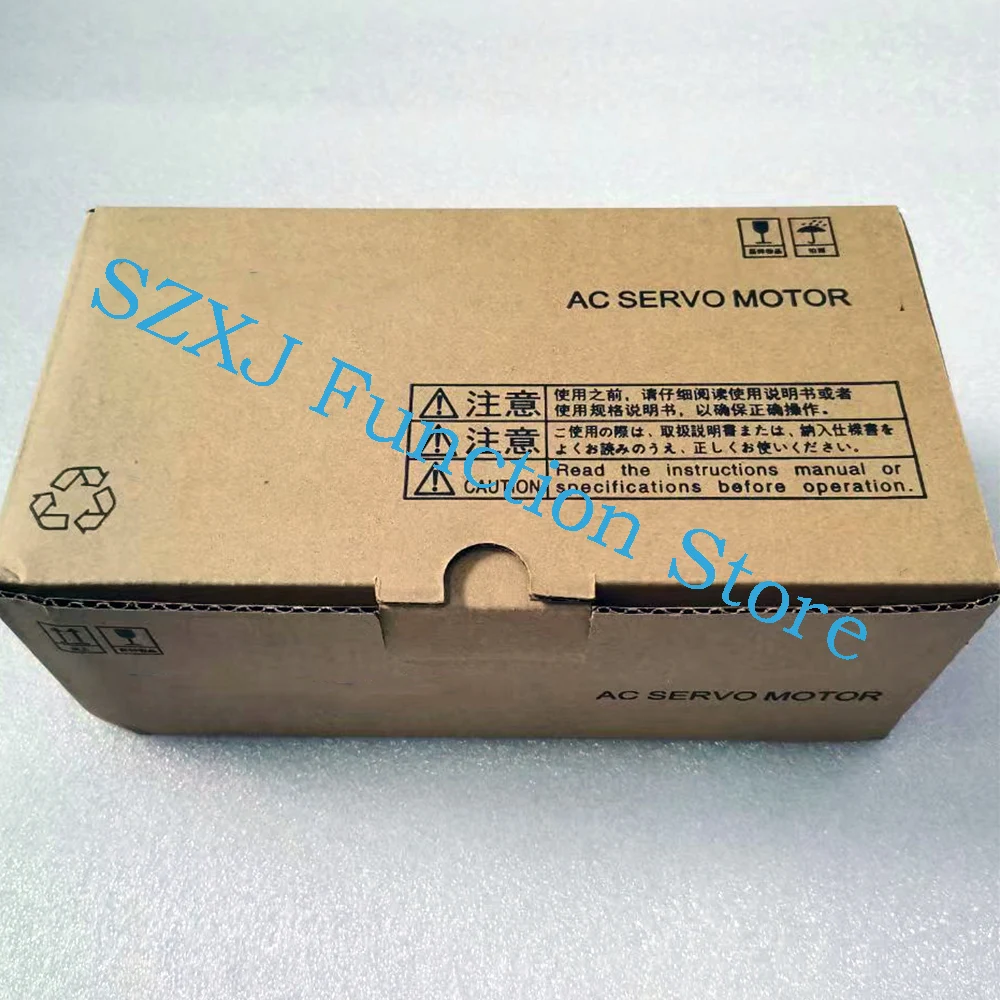 AC SERVO MOTOR
SZXJ Function Store
注意
使用之前，请仔细阅读使用说明书或者
使用规格说明书，以确保正确操作。
注意
ご使用の際は、取扱説明書または、納入仕様書を
よくお読みのうえ、正しくお使いください。
CAUTION
Read the instructions manual or
specifications before operation.
AC SERVO MOTOR